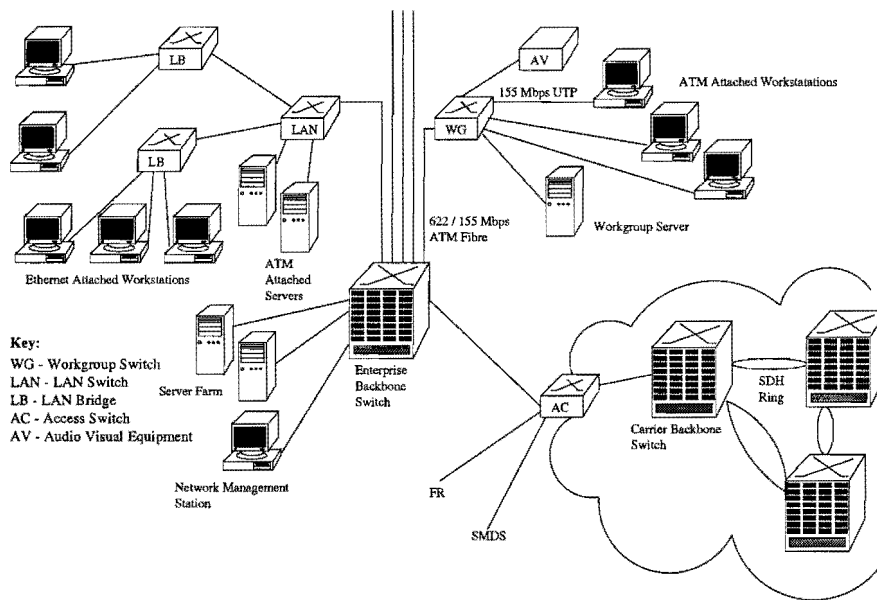 LB
AV
155 Mbps UTP
ATM Attached Workstatations
LAN
WG
LB
622 / 155 Mbps
ATM Fibre
Workgroup Server
Ethernet Attached Workstations
ATM
Attached
Servers
Key:
WG - Workgroup Switch
LAN - LAN Switch
LB - LAN Bridge
AC - Access Switch
AV - Audio Visual Equipment
Server Farm
Enterprise
Backbone
Switch
Network Management
Station
AC
FR
SMDS
Carrier Backbone
Switch
SDH
Ring